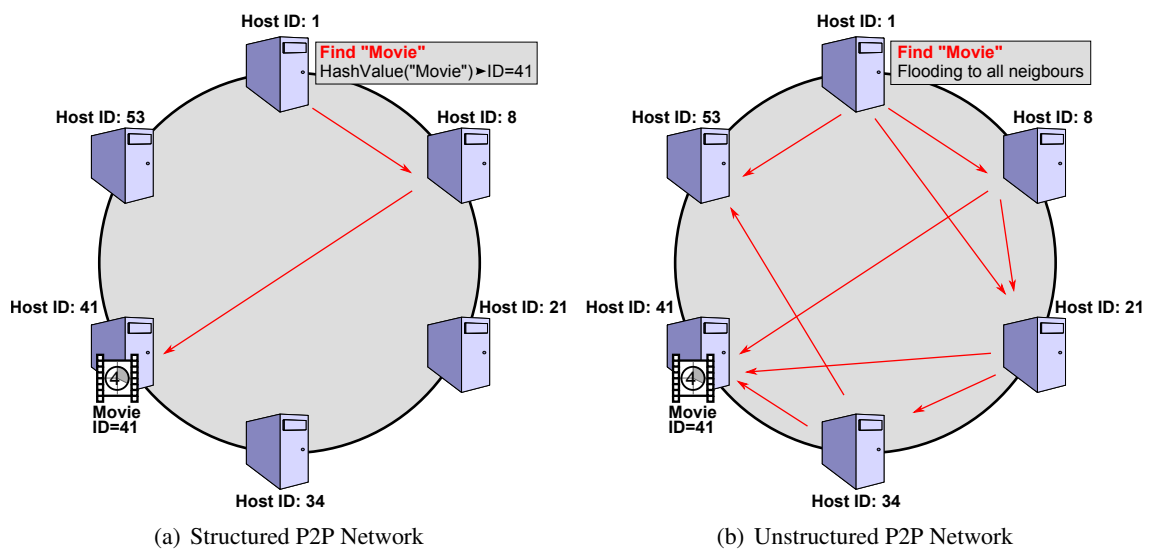 Host ID: 1
Find "Movie"
HashValue("Movie")►ID=41
Host ID: 53
Host ID: 8
Host ID: 41
Host ID: 21
4
Movie
ID=41
Host ID: 34
(a) Structured P2P Network
Host ID: 1
Find "Movie"
Flooding to all neigbours
Host ID: 53
Host ID: 8
Host ID: 41
Host ID: 21
4
Movie
ID=41
Host ID: 34
(b) Unstructured P2P Network